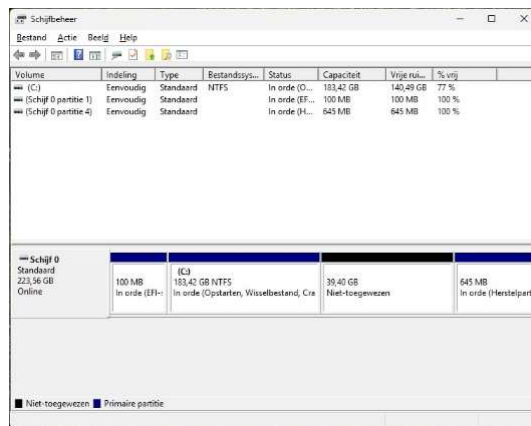 Schijfbeheer
Bestand Actie Beeld Help
Volume Indeling Type Bestandssys... Status Capaciteit Vrije rui... % vrij
(C:) Eenvoudig Standaard NTFS In orde (O... 183,42 GB 140,49 GB 77 %
(Schijf 0 partitie 1) Eenvoudig Standaard In orde (EF... 100 MB 100 MB 100 %
(Schijf 0 partitie 4) Eenvoudig Standaard In orde (H... 645 MB 645 MB 100 %
Schijf 0
Standaard
223,56 GB
Online
100 MB
In orde (EFI-
(C:)
183,42 GB NTFS
In orde (Opstarten, Wisselbestand, Cra
39,40 GB
Niet-toegewezen
645 MB
In orde (Herstelpart
Niet-toegewezen Primaire partitie